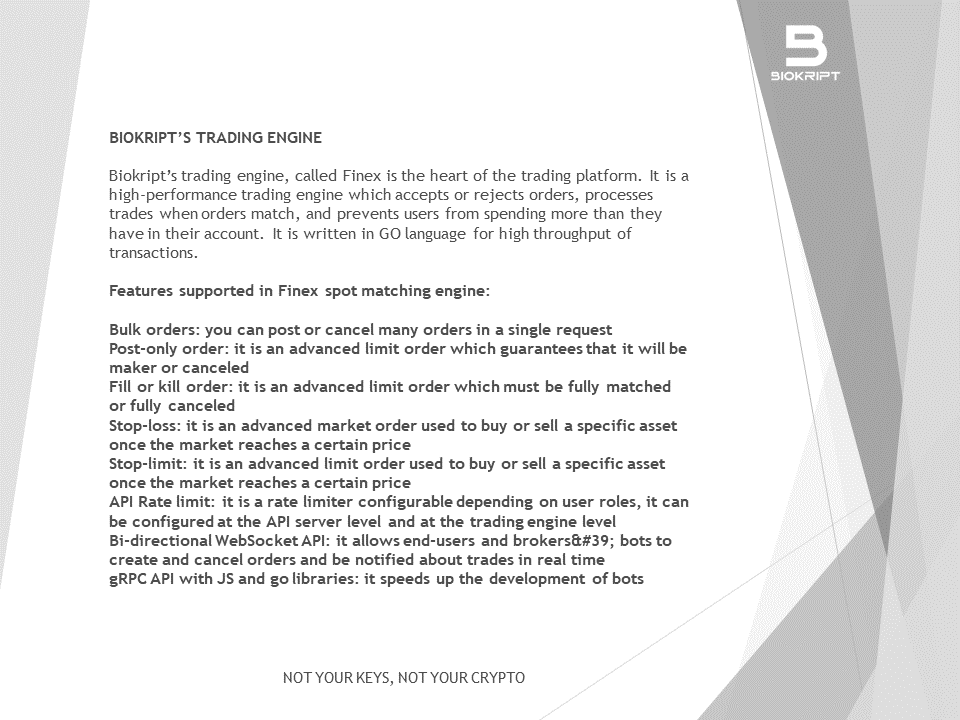 BIOKRIPT
BIOKRIPT'S TRADING ENGINE
Biokript's trading engine, called Finex is the heart of the trading platform. It is a
high-performance trading engine which accepts or rejects orders, processes
trades when orders match, and prevents users from spending more than they
have in their account. It is written in GO language for high throughput of
transactions.
Features supported in Finex spot matching engine:
Bulk orders: you can post or cancel many orders in a single request
Post-only order: it is an advanced limit order which guarantees that it will be
maker or canceled
Fill or kill order: it is an advanced limit order which must be fully matched
or fully canceled
Stop-loss: it is an advanced market order used to buy or sell a specific asset
once the market reaches a certain price
Stop-limit: it is an advanced limit order used to buy or sell a specific asset
once the market reaches a certain price
API Rate limit: it is a rate limiter configurable depending on user roles, it can
be configured at the API server level and at the trading engine level
Bi-directional WebSocket API: it allows end-users and brokers&#39; bots to
create and cancel orders and be notified about trades in real time
gRPC API with JS and go libraries: it speeds up the development of bots
NOT YOUR KEYS, NOT YOUR CRYPTO